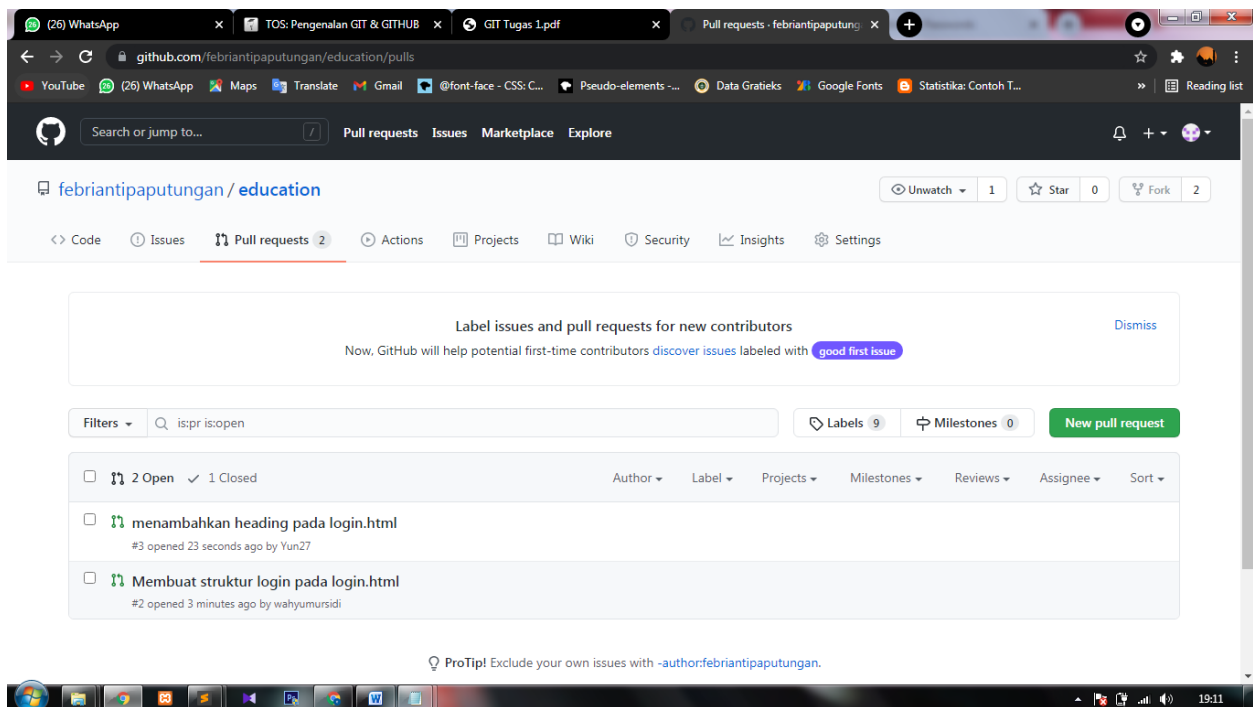 (26) WhatsApp TOS: Pengenalan GIT & GITHUB GIT Tugas 1.pdf Pull requests · febriantipaputung
github.com/febriantipaputungan/education/pulls
YouTube (26) WhatsApp Maps Translate Gmail @font-face - CSS: C... Pseudo-elements -... Data Gratieks Google Fonts Statistika: Contoh T... » Reading list
Search or jump to... / Pull requests Issues Marketplace Explore
febriantipaputungan / education Unwatch 1 Star 0 Fork 2
Code Issues Pull requests 2 Actions Projects Wiki Security Insights Settings
Label issues and pull requests for new contributors Dismiss
Now, GitHub will help potential first-time contributors discover issues labeled with good first issue
Filters is:pr is:open Labels 9 Milestones 0 New pull request
2 Open 1 Closed Author Label Projects Milestones Reviews Assignee Sort
menambahkan heading pada login.html
#3 opened 23 seconds ago by Yun27
Membuat struktur login pada login.html
#2 opened 3 minutes ago by wahyumursidi
ProTip! Exclude your own issues with -author:febriantipaputungan.
19:11